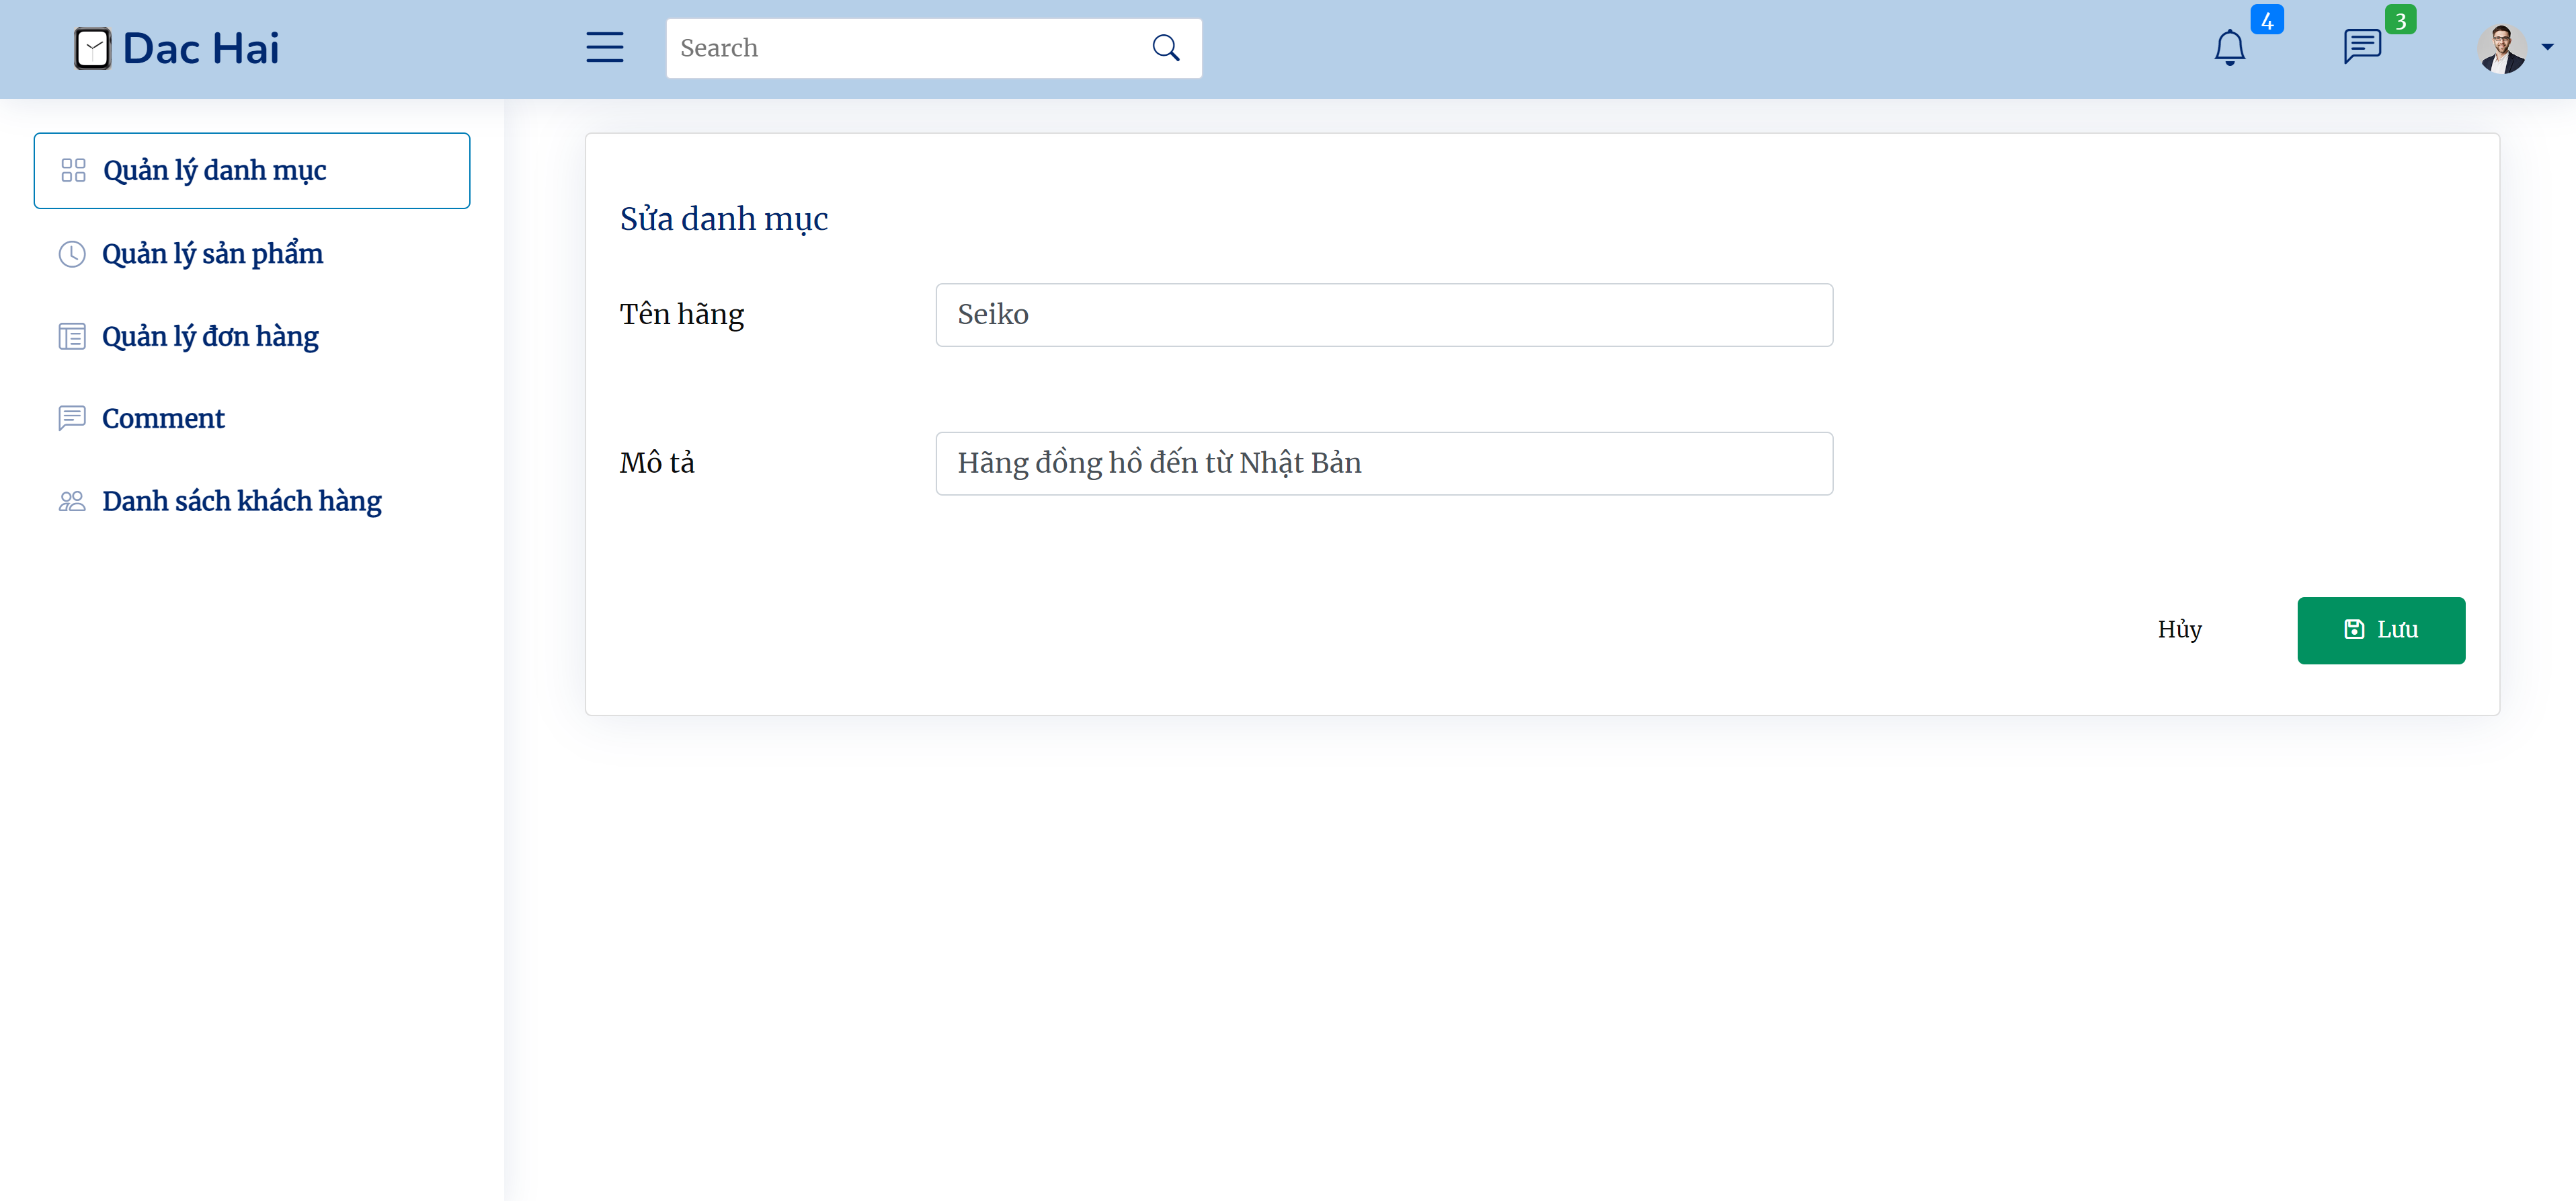 Dac Hai
Search
4
3
Quản lý danh mục
Quản lý sản phẩm
Quản lý đơn hàng
Comment
Danh sách khách hàng
Sửa danh mục
Tên hãng
Seiko
Mô tả
Hãng đồng hồ đến từ Nhật Bản
Hủy
Lưu